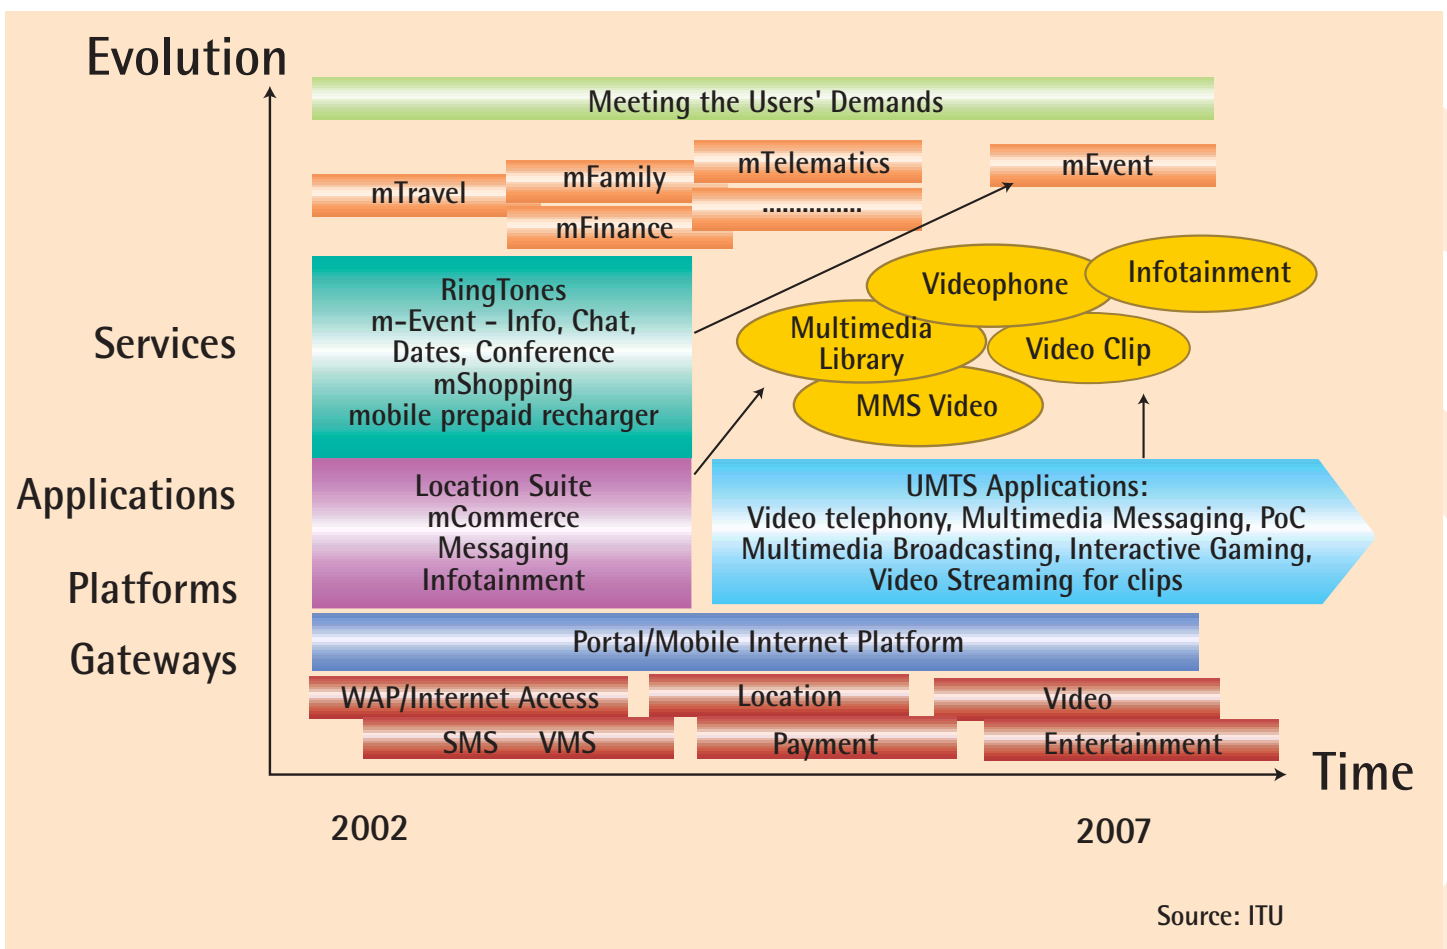 Evolution
Meeting the Users' Demands
mTravel
mFamily
mFinance
mTelematics
...............
mEvent
Services
RingTones
m-Event - Info, Chat,
Dates, Conference
mShopping
mobile prepaid recharger
Videophone
Infotainment
Multimedia
Library
Video Clip
MMS Video
Applications
Platforms
Location Suite
mCommerce
Messaging
Infotainment
UMTS Applications:
Video telephony, Multimedia Messaging, PoC
Multimedia Broadcasting, Interactive Gaming,
Video Streaming for clips
Gateways
Portal/Mobile Internet Platform
WAP/Internet Access
Location
Video
SMS VMS
Payment
Entertainment
Time
2002
2007
Source: ITU